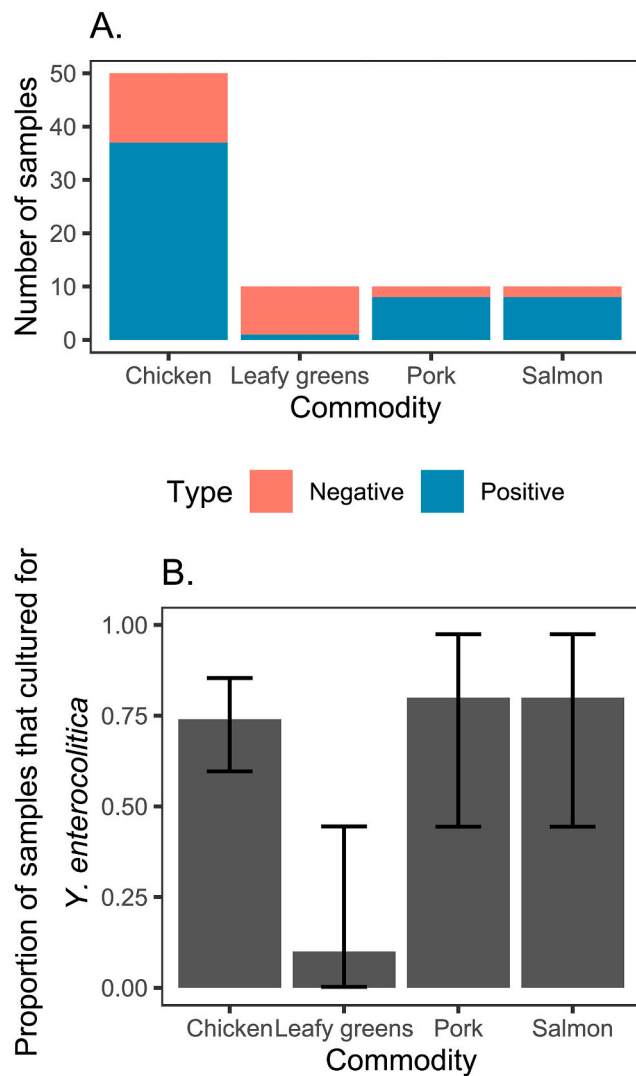 A.
Number of samples
50
40
30
20
10
0
Chicken Leafy greens Pork Salmon
Commodity
Type Negative Positive
B.
Proportion of samples that cultured for
Y. enterocolitica
1.00
0.75
0.50
0.25
0.00
Chicken Leafy greens Pork Salmon
Commodity